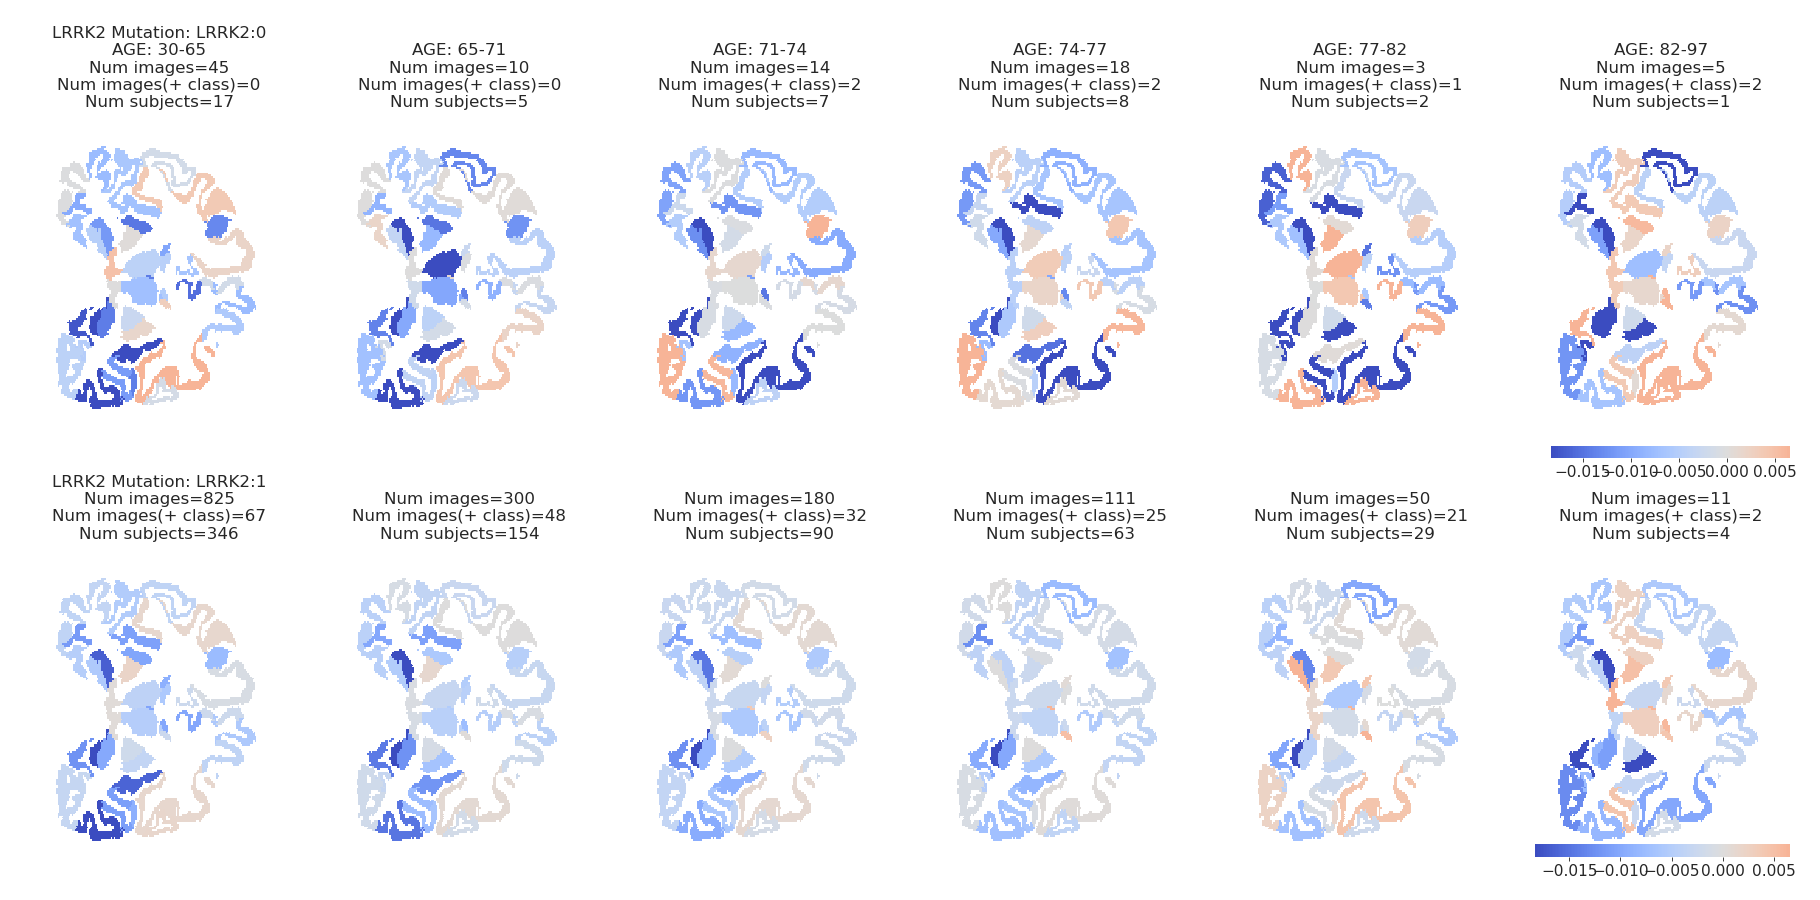 LRRK2 Mutation: LRRK2:0
AGE: 30-65
Num images=45
Num images(+ class)=0
Num subjects=17
AGE: 65-71
Num images=10
Num images(+ class)=0
Num subjects=5
AGE: 71-74
Num images=14
Num images(+ class)=2
Num subjects=7
AGE: 74-77
Num images=18
Num images(+ class)=2
Num subjects=8
AGE: 77-82
Num images=3
Num images(+ class)=1
Num subjects=2
AGE: 82-97
Num images=5
Num images(+ class)=2
Num subjects=1
−0.015 −0.010 −0.005 0.000 0.005
LRRK2 Mutation: LRRK2:1
Num images=825
Num images(+ class)=67
Num subjects=346
Num images=300
Num images(+ class)=48
Num subjects=154
Num images=180
Num images(+ class)=32
Num subjects=90
Num images=111
Num images(+ class)=25
Num subjects=63
Num images=50
Num images(+ class)=21
Num subjects=29
Num images=11
Num images(+ class)=2
Num subjects=4
−0.015 −0.010 −0.005 0.000 0.005